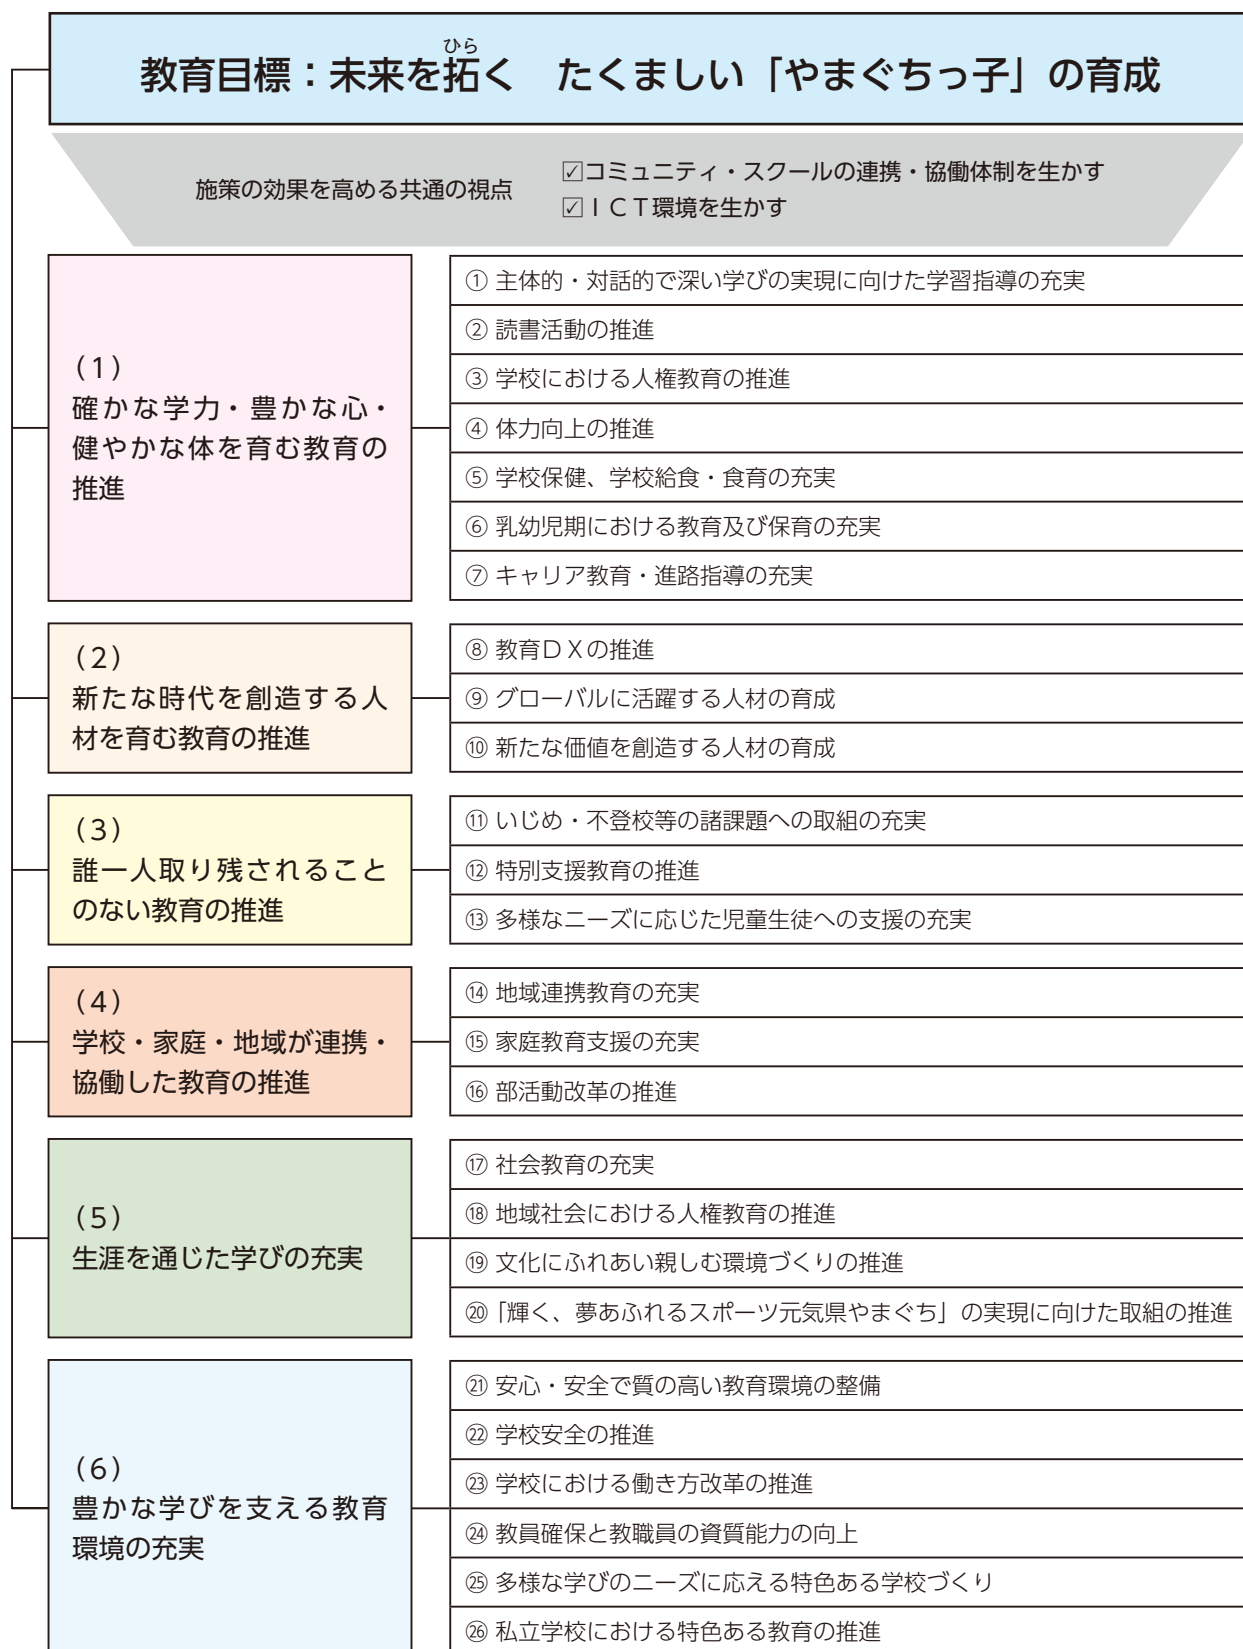 ひら
教育目標：未来を拓く　たくましい「やまぐちっ子」の育成
施策の効果を高める共通の視点
☑コミュニティ・スクールの連携・協働体制を生かす
☑ＩＣＴ環境を生かす
（1）
確かな学力・豊かな心・
健やかな体を育む教育の
推進
① 主体的・対話的で深い学びの実現に向けた学習指導の充実
② 読書活動の推進
③ 学校における人権教育の推進
④ 体力向上の推進
⑤ 学校保健、学校給食・食育の充実
⑥ 乳幼児期における教育及び保育の充実
⑦ キャリア教育・進路指導の充実
（2）
新たな時代を創造する人
材を育む教育の推進
⑧ 教育ＤＸの推進
⑨ グローバルに活躍する人材の育成
⑩ 新たな価値を創造する人材の育成
（3）
誰一人取り残されること
のない教育の推進
⑪ いじめ・不登校等の諸課題への取組の充実
⑫ 特別支援教育の推進
⑬ 多様なニーズに応じた児童生徒への支援の充実
（4）
学校・家庭・地域が連携・
協働した教育の推進
⑭ 地域連携教育の充実
⑮ 家庭教育支援の充実
⑯ 部活動改革の推進
（5）
生涯を通じた学びの充実
⑰ 社会教育の充実
⑱ 地域社会における人権教育の推進
⑲ 文化にふれあい親しむ環境づくりの推進
⑳「輝く、夢あふれるスポーツ元気県やまぐち」の実現に向けた取組の推進
（6）
豊かな学びを支える教育
環境の充実
㉑ 安心・安全で質の高い教育環境の整備
㉒ 学校安全の推進
㉓ 学校における働き方改革の推進
㉔ 教員確保と教職員の資質能力の向上
㉕ 多様な学びのニーズに応える特色ある学校づくり
㉖ 私立学校における特色ある教育の推進